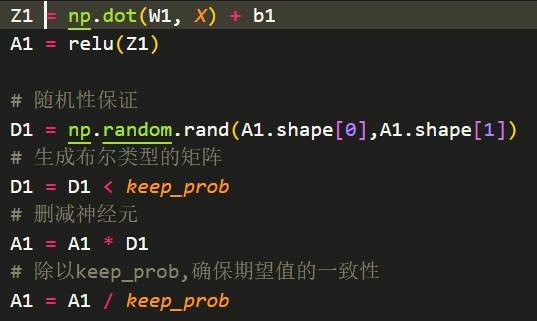 Z1 = np.dot(W1, X) + b1
A1 = relu(Z1)
# 随机性保证
D1 = np.random.rand(A1.shape[0],A1.shape[1])
# 生成布尔类型的矩阵
D1 = D1 < keep_prob
# 删减神经元
A1 = A1 * D1
# 除以keep_prob,确保期望值的一致性
A1 = A1 / keep_prob